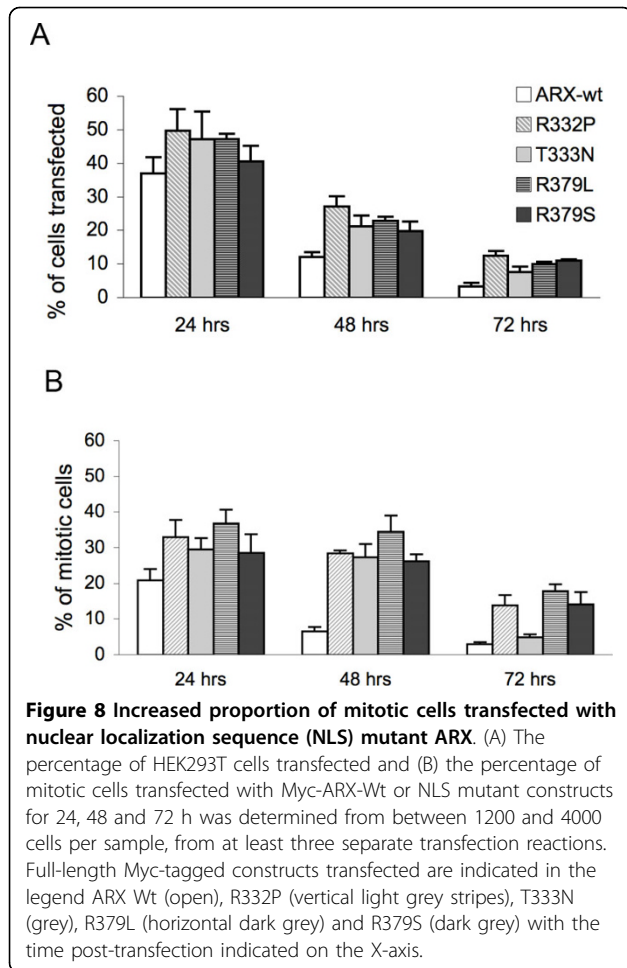 A
% of cells transfected
60
50
40
30
20
10
0
ARX-wt
R332P
T333N
R379L
R379S
24 hrs 48 hrs 72 hrs
B
% of mitotic cells
60
50
40
30
20
10
0
24 hrs 48 hrs 72 hrs
Figure 8 Increased proportion of mitotic cells transfected with
nuclear localization sequence (NLS) mutant ARX. (A) The
percentage of HEK293T cells transfected and (B) the percentage of
mitotic cells transfected with Myc-ARX-Wt or NLS mutant constructs
for 24, 48 and 72 h was determined from between 1200 and 4000
cells per sample, from at least three separate transfection reactions.
Full-length Myc-tagged constructs transfected are indicated in the
legend ARX Wt (open), R332P (vertical light grey stripes), T333N
(grey), R379L (horizontal dark grey) and R379S (dark grey) with the
time post-transfection indicated on the X-axis.